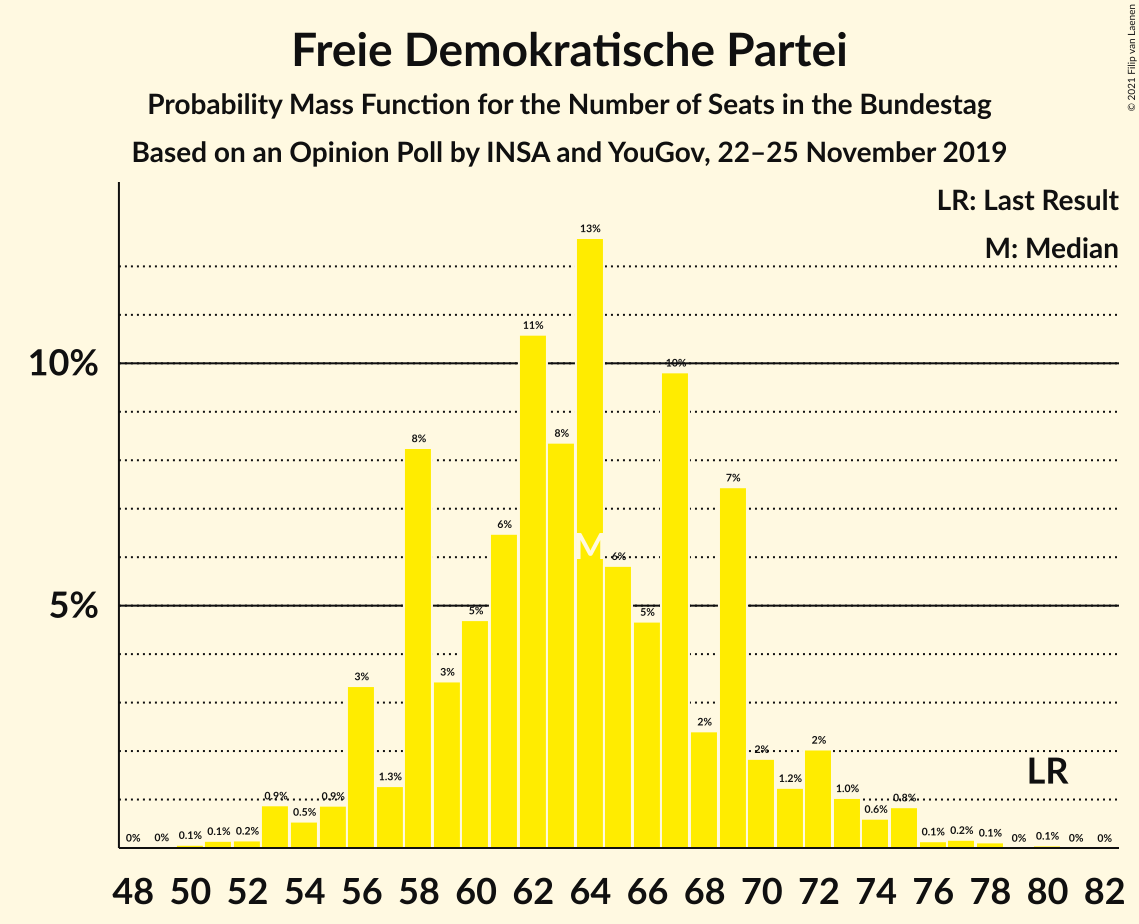 Freie Demokratische Partei
Probability Mass Function for the Number of Seats in the Bundestag
Based on an Opinion Poll by INSA and YouGov, 22–25 November 2019
© 2021 Filip van Laenen
LR: Last Result
M: Median
10%
5%
0% 0% 0.1% 0.1% 0.2% 0.9% 0.5% 0.9% 3% 1.3% 8% 3% 5% 6% 11% 8% 13% 6% 5% 10% 2% 7% 2% 1.2% 2% 1.0% 0.6% 0.8% 0.1% 0.2% 0.1% 0% 0.1% 0% 0%
M
LR
48 50 52 54 56 58 60 62 64 66 68 70 72 74 76 78 80 82